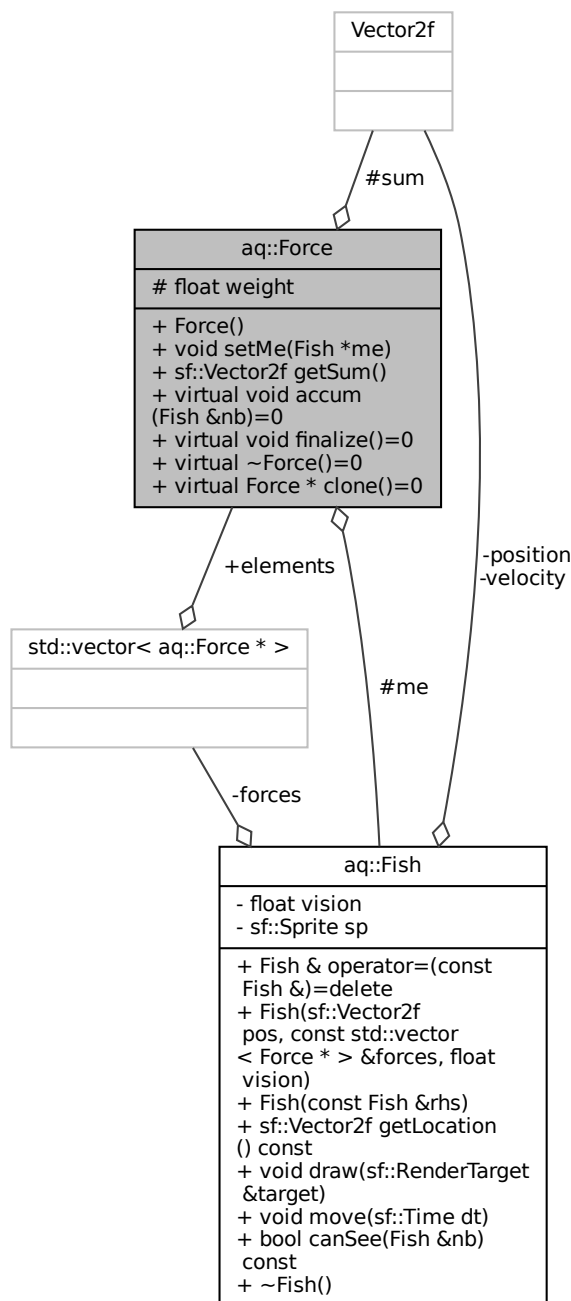 Vector2f
#sum
aq::Force
# float weight
+ Force()
+ void setMe(Fish *me)
+ sf::Vector2f getSum()
+ virtual void accum
(Fish &nb)=0
+ virtual void finalize()=0
+ virtual ~Force()=0
+ virtual Force * clone()=0
+elements
-position
-velocity
std::vector< aq::Force * >
#me
-forces
aq::Fish
- float vision
- sf::Sprite sp
+ Fish & operator=(const
Fish &)=delete
+ Fish(sf::Vector2f
pos, const std::vector
< Force * > &forces, float
vision)
+ Fish(const Fish &rhs)
+ sf::Vector2f getLocation
() const
+ void draw(sf::RenderTarget
&target)
+ void move(sf::Time dt)
+ bool canSee(Fish &nb)
const
+ ~Fish()